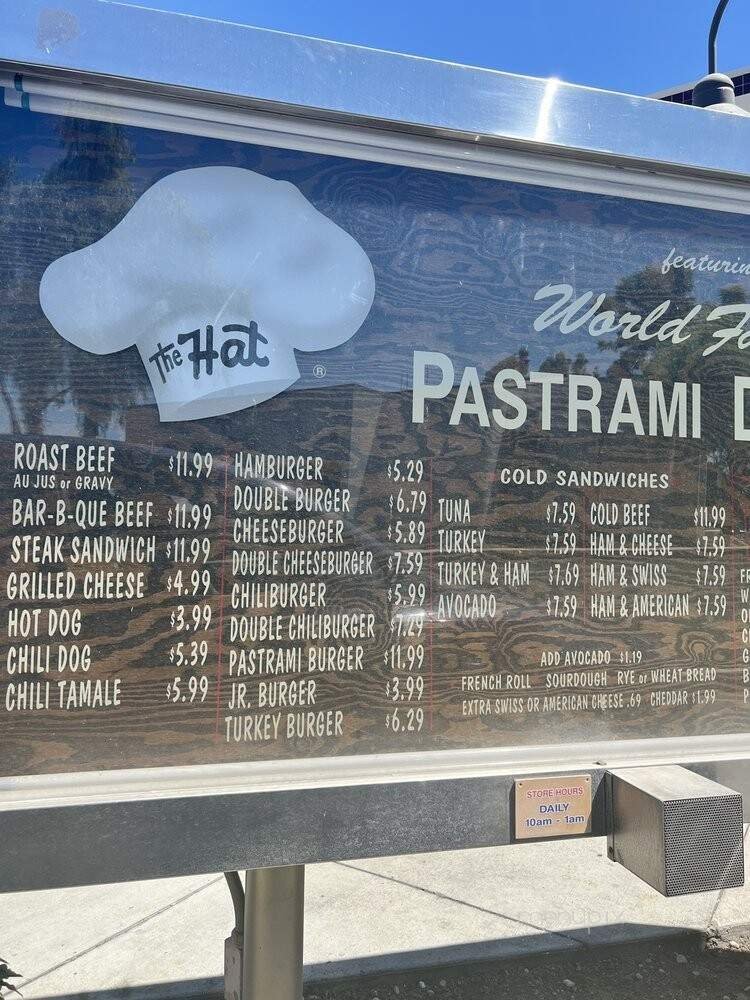 The Hat ®
featurin
World Fa
PASTRAMI D
ROAST BEEF $11.99
AU JUS or GRAVY
BAR-B-QUE BEEF $11.99
STEAK SANDWICH $11.99
GRILLED CHEESE $4.99
HOT DOG $3.99
CHILI DOG $5.39
CHILI TAMALE $5.99
HAMBURGER $5.29
DOUBLE BURGER $6.79
CHEESEBURGER $5.89
DOUBLE CHEESEBURGER $7.59
CHILIBURGER $5.99
DOUBLE CHILIBURGER $7.29
PASTRAMI BURGER $11.99
JR. BURGER $3.99
TURKEY BURGER $6.29
COLD SANDWICHES
TUNA $7.59
TURKEY $7.59
TURKEY & HAM $7.69
AVOCADO $7.59
COLD BEEF $11.99
HAM & CHEESE $7.59
HAM & SWISS $7.59
HAM & AMERICAN $7.59
ADD AVOCADO $1.19
FRENCH ROLL SOURDOUGH RYE or WHEAT BREAD
EXTRA SWISS OR AMERICAN CHEESE .69 CHEDDAR $1.99
STORE HOURS
DAILY
10am - 1am